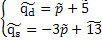 { q͠d = p̃ + 5̃
q͠s = −3p̃ + 1͠3